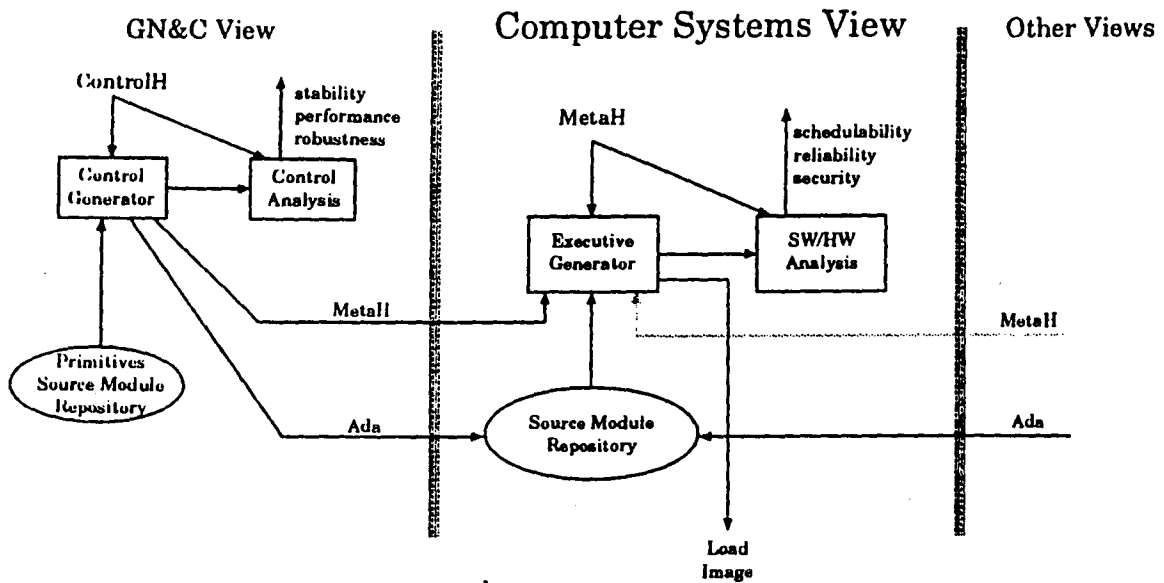 GN&C View
Computer Systems View
Other Views
ControlH
stability
performance
robustness
Control
Generator
Control
Analysis
MetaH
schedulability
reliability
security
Executive
Generator
SW/HW
Analysis
MetaH
MetaH
Primitives
Source Module
Repository
Ada
Source Module
Repository
Ada
Load
Image